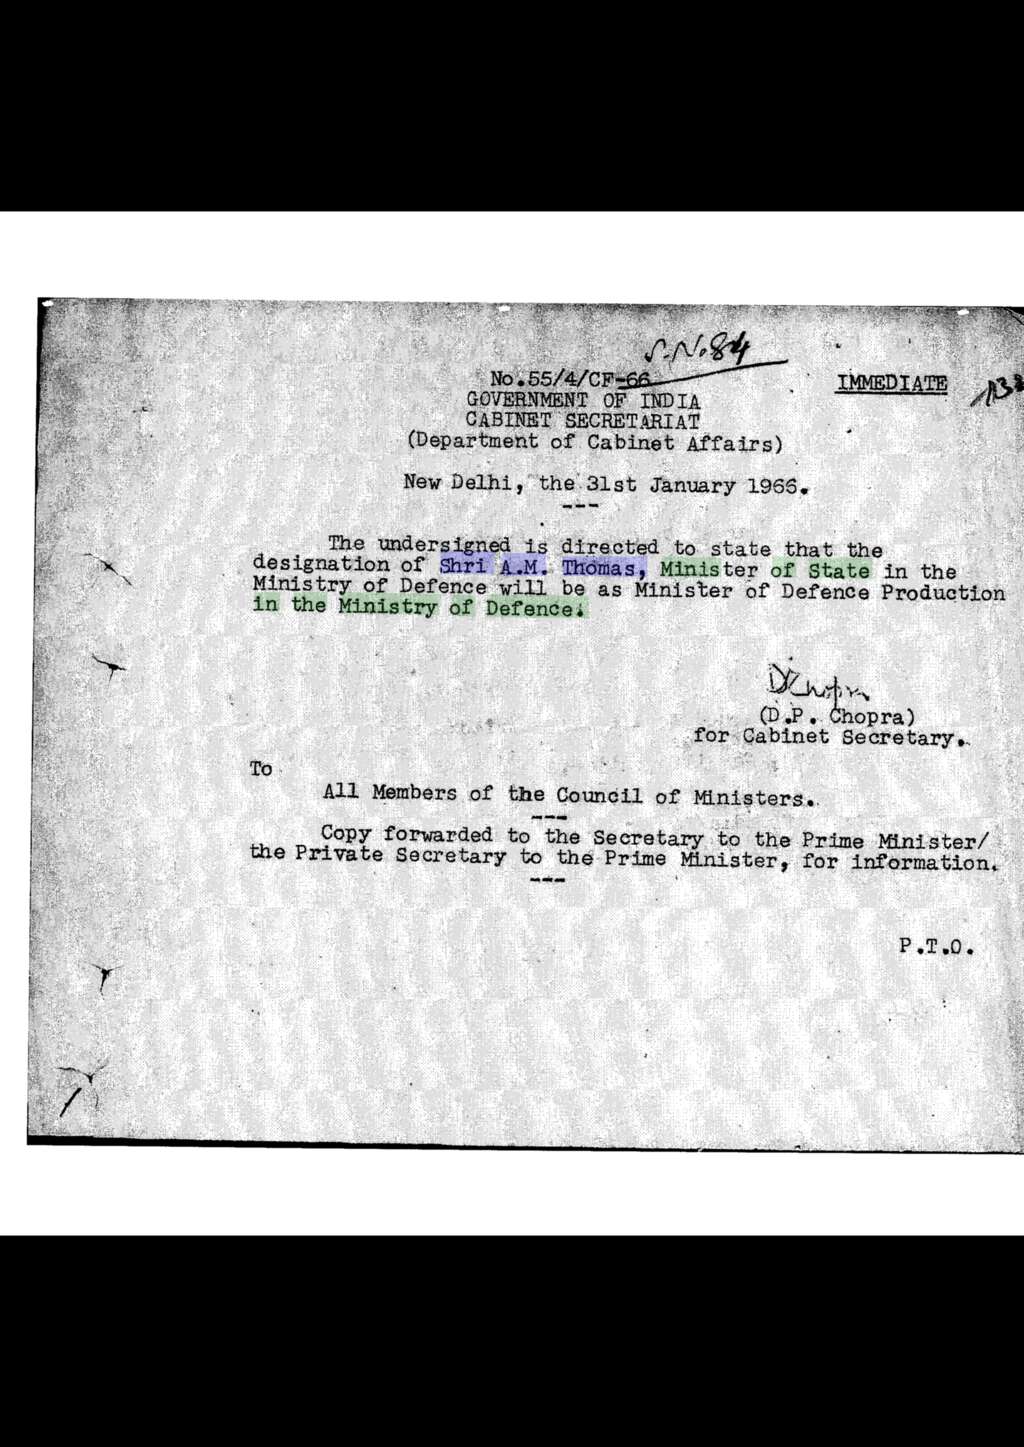 S.N.84
No.55/4/CF-66
IMMEDIATE
GOVERNMENT OF INDIA
CABINET SECRETARIAT
(Department of Cabinet Affairs)
New Delhi, the 31st January 1966.
---
The undersigned is directed to state that the
designation of Shri A.M. Thomas, Minister of State in the
Ministry of Defence will be as Minister of Defence Production
in the Ministry of Defence.
DChopra
(D.P. Chopra)
for Cabinet Secretary.
To
All Members of the Council of Ministers.
---
Copy forwarded to the Secretary to the Prime Minister/
the Private Secretary to the Prime Minister, for information.
---
P.T.O.